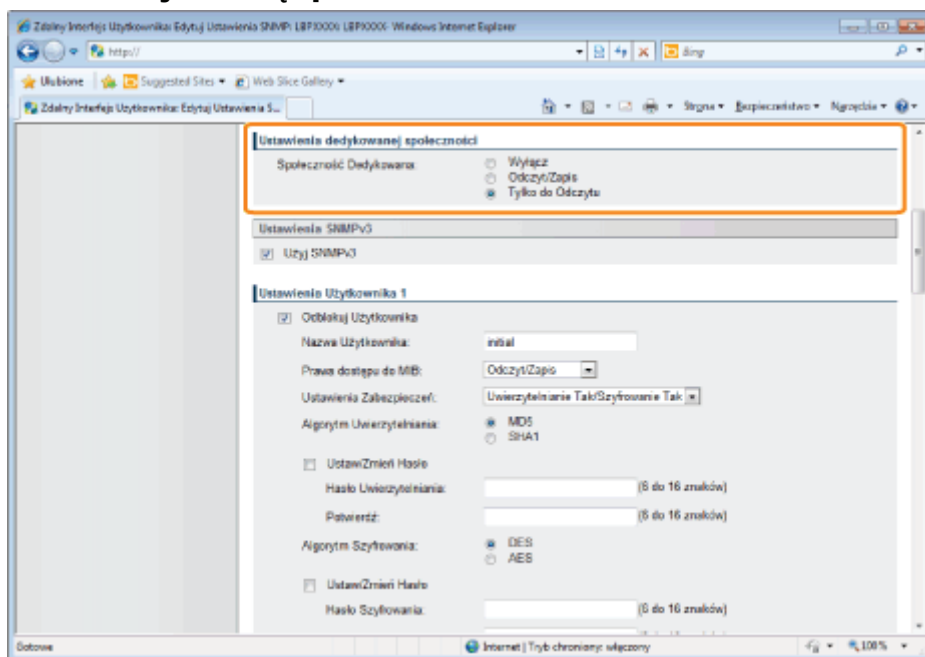 Zdalny Interfejs Użytkownika: Edytuj Ustawienia SNMP: LBPXXXX: LBPXXXX- Windows Internet Explorer
http://
Bing
Ulubione Suggested Sites Web Slice Gallery
Zdalny Interfejs Użytkownika: Edytuj Ustawienia S...
Strona Bezpieczeństwo Narzędzia
Ustawienia dedykowanej społeczności
Społeczność Dedykowana:
Wyłącz
Odczyt/Zapis
Tylko do Odczytu
Ustawienia SNMPv3
Użyj SNMPv3
Ustawienia Użytkownika 1
Odblokuj Użytkownika
Nazwa Użytkownika: initial
Prawa dostępu do MIB: Odczyt/Zapis
Ustawienia Zabezpieczeń: Uwierzytelnianie Tak/Szyfrowanie Tak
Algorytm Uwierzytelniania: MD5
SHA1
Ustaw/Zmień Hasło
Hasło Uwierzytelniania: (6 do 16 znaków)
Potwierdź: (6 do 16 znaków)
Algorytm Szyfrowania: DES
AES
Ustaw/Zmień Hasło
Hasło Szyfrowania: (6 do 16 znaków)
Gotowe Internet | Tryb chroniony: włączony 100%